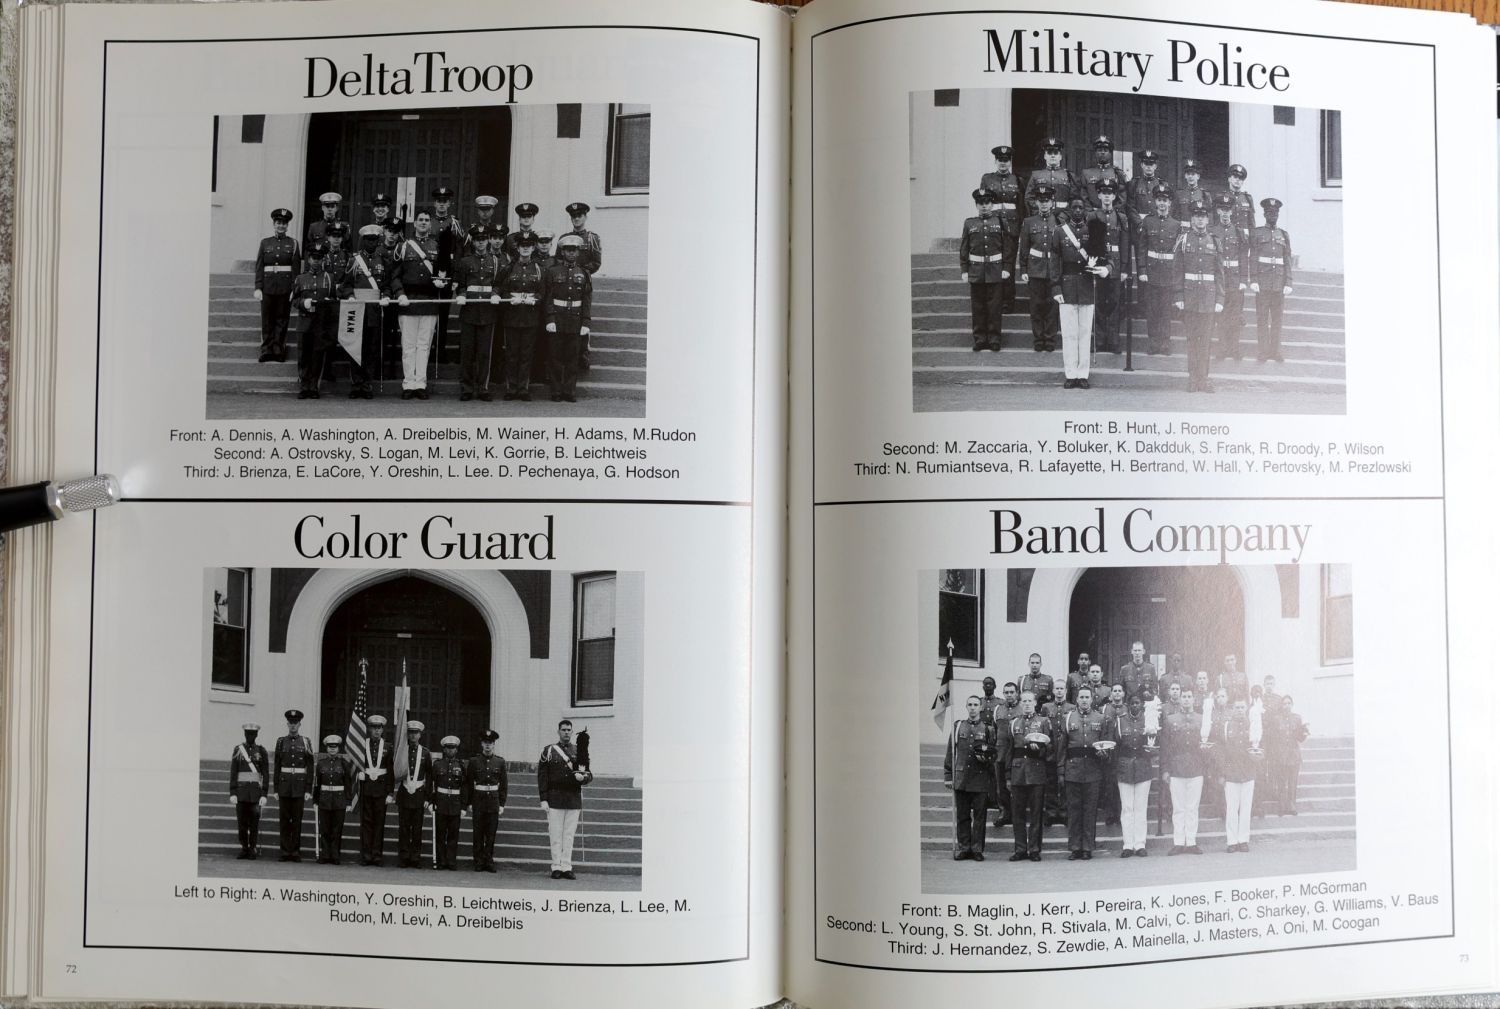 DeltaTroop
NYMA
Front: A. Dennis, A. Washington, A. Dreibelbis, M. Wainer, H. Adams, M.Rudon
Second: A. Ostrovsky, S. Logan, M. Levi, K. Gorrie, B. Leichtweis
Third: J. Brienza, E. LaCore, Y. Oreshin, L. Lee. D. Pechenaya, G. Hodson
Color Guard
Left to Right: A. Washington, Y. Oreshin, B. Leichtweis, J. Brienza, L. Lee, M.
Rudon, M. Levi, A. Dreibelbis
72
Military Police
Front: B. Hunt, J. Romero
Second: M. Zaccaria, Y. Boluker, K. Dakdduk, S. Frank, R. Droody, P. Wilson
Third: N. Rumiantseva, R. Lafayette, H. Bertrand, W. Hall, Y. Pertovsky, M. Prezlowski
Band Company
Front: B. Maglin, J. Kerr, J. Pereira, K. Jones, F. Booker, P. McGorman
Second: L. Young, S. St. John, R. Stivala, M. Calvi, C. Bihari, C. Sharkey, G. Williams, V. Baus
Third: J. Hernandez, S. Zewdie, A. Mainella, J. Masters, A. Oni, M. Coogan
73